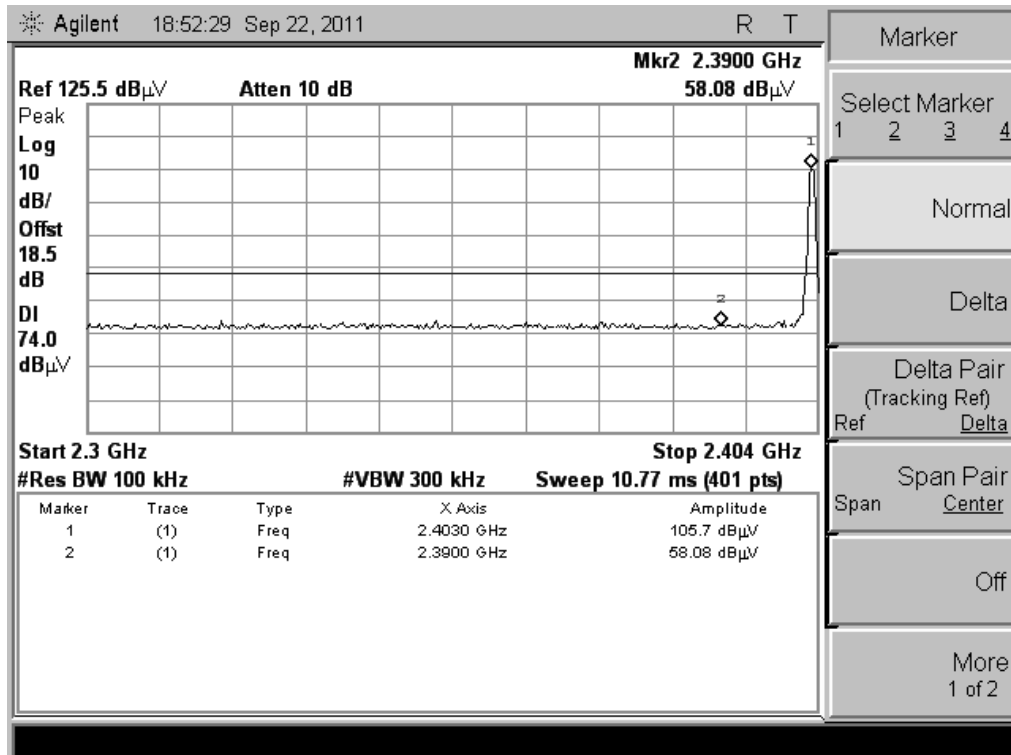 Agilent 18:52:29 Sep 22, 2011 R T
Mkr2 2.3900 GHz
Ref 125.5 dBµV Atten 10 dB 58.08 dBµV
Peak
Log
10
dB/
Offst
18.5
dB
DI
74.0
dBµV
1
2
Start 2.3 GHz Stop 2.404 GHz
#Res BW 100 kHz #VBW 300 kHz Sweep 10.77 ms (401 pts)
Marker Trace Type X Axis Amplitude
1 (1) Freq 2.4030 GHz 105.7 dBµV
2 (1) Freq 2.3900 GHz 58.08 dBµV
Marker
Select Marker
1 2 3 4
Normal
Delta
Delta Pair
(Tracking Ref)
Ref Delta
Span Pair
Span Center
Off
More
1 of 2